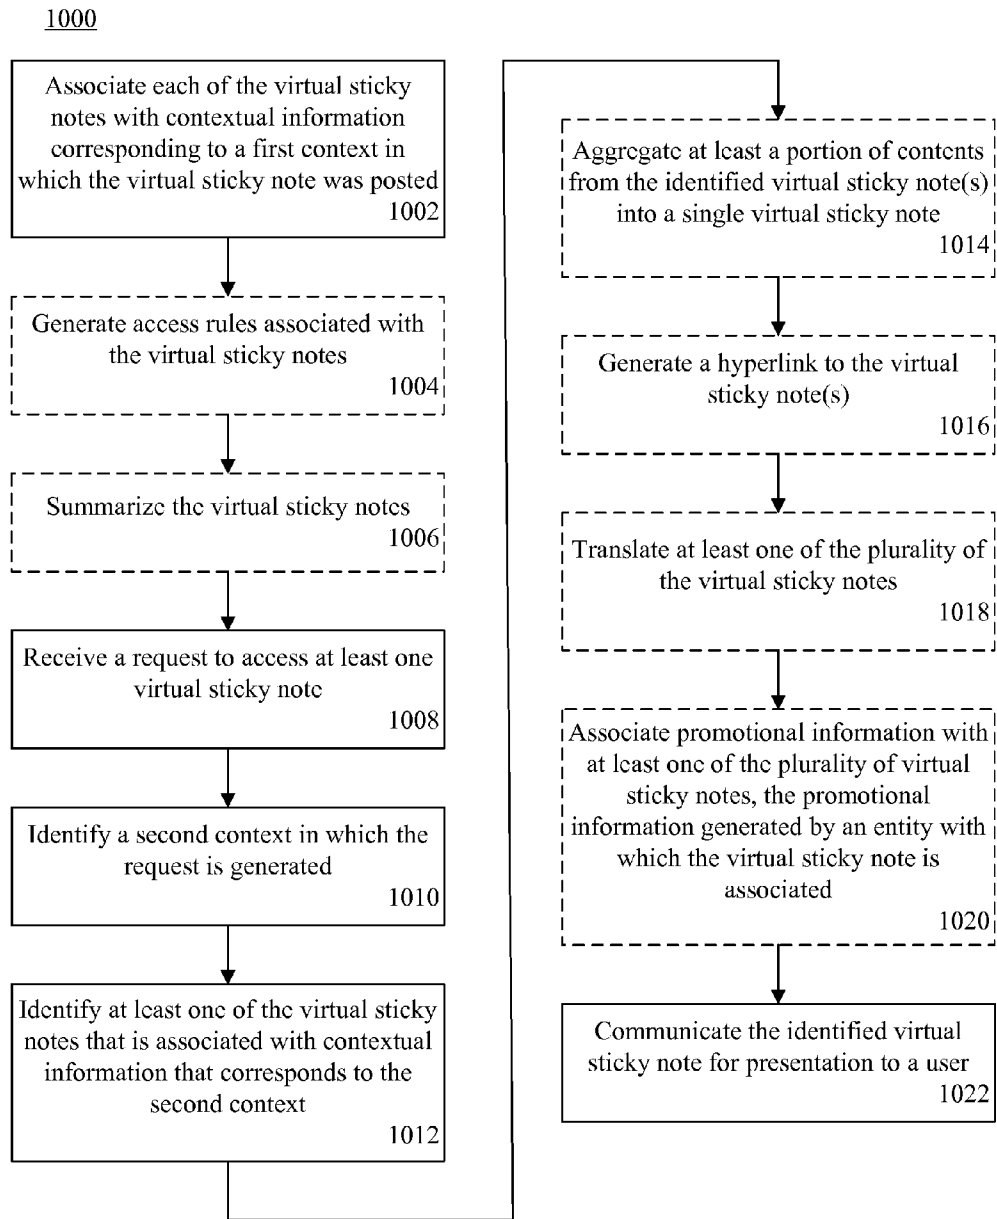 1000
Associate each of the virtual sticky
notes with contextual information
corresponding to a first context in
which the virtual sticky note was posted
1002
Generate access rules associated with
the virtual sticky notes
1004
Summarize the virtual sticky notes
1006
Receive a request to access at least one
virtual sticky note
1008
Identify a second context in which the
request is generated
1010
Identify at least one of the virtual sticky
notes that is associated with contextual
information that corresponds to the
second context
1012
Aggregate at least a portion of contents
from the identified virtual sticky note(s)
into a single virtual sticky note
1014
Generate a hyperlink to the virtual
sticky note(s)
1016
Translate at least one of the plurality of
the virtual sticky notes
1018
Associate promotional information with
at least one of the plurality of virtual
sticky notes, the promotional
information generated by an entity with
which the virtual sticky note is
associated
1020
Communicate the identified virtual
sticky note for presentation to a user
1022